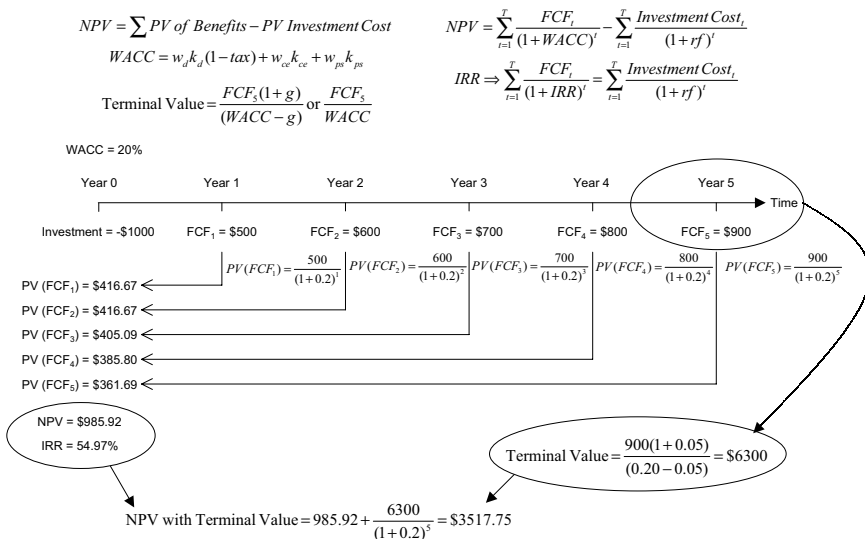 NPV = ∑ PV of Benefits − PV Investment Cost
WACC = w_d k_d (1 − tax) + w_ce k_ce + w_ps k_ps
Terminal Value = FCF_5 (1 + g) / (WACC − g) or FCF_5 / WACC
NPV = ∑_{t=1}^{T} FCF_t / (1 + WACC)^t − ∑_{t=1}^{T} Investment Cost_t / (1 + rf)^t
IRR ⇒ ∑_{t=1}^{T} FCF_t / (1 + IRR)^t = ∑_{t=1}^{T} Investment Cost_t / (1 + rf)^t
WACC = 20%
Year 0 Year 1 Year 2 Year 3 Year 4 Year 5
Time
Investment = -$1000 FCF_1 = $500 FCF_2 = $600 FCF_3 = $700 FCF_4 = $800 FCF_5 = $900
PV(FCF_1) = 500 / (1 + 0.2)^1 PV(FCF_2) = 600 / (1 + 0.2)^2 PV(FCF_3) = 700 / (1 + 0.2)^3 PV(FCF_4) = 800 / (1 + 0.2)^4 PV(FCF_5) = 900 / (1 + 0.2)^5
PV (FCF_1) = $416.67
PV (FCF_2) = $416.67
PV (FCF_3) = $405.09
PV (FCF_4) = $385.80
PV (FCF_5) = $361.69
NPV = $985.92
IRR = 54.97%
Terminal Value = 900(1 + 0.05) / (0.20 − 0.05) = $6300
NPV with Terminal Value = 985.92 + 6300 / (1 + 0.2)^5 = $3517.75